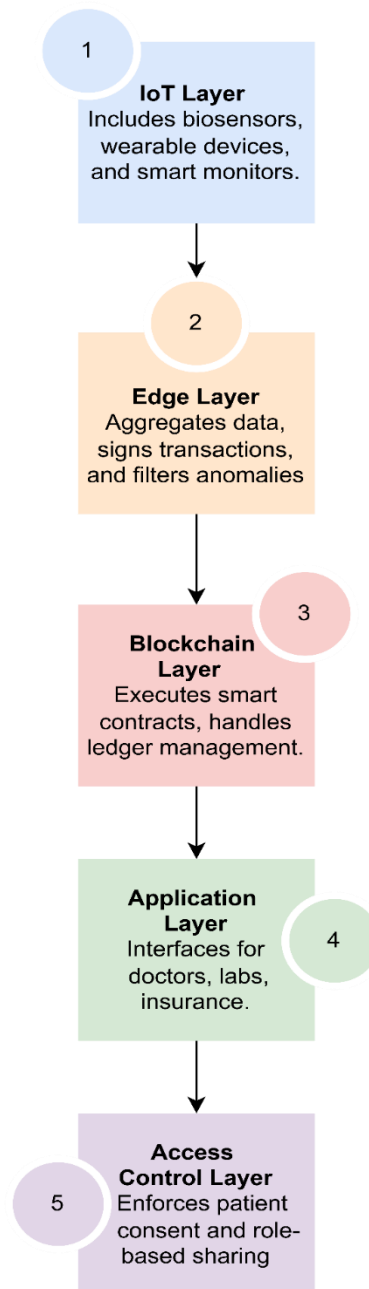 1
IoT Layer
Includes biosensors,
wearable devices,
and smart monitors.
2
Edge Layer
Aggregates data,
signs transactions,
and filters anomalies
3
Blockchain
Layer
Executes smart
contracts, handles
ledger management.
Application
Layer
4
Interfaces for
doctors, labs,
insurance.
Access
Control Layer
5
Enforces patient
consent and role-
based sharing